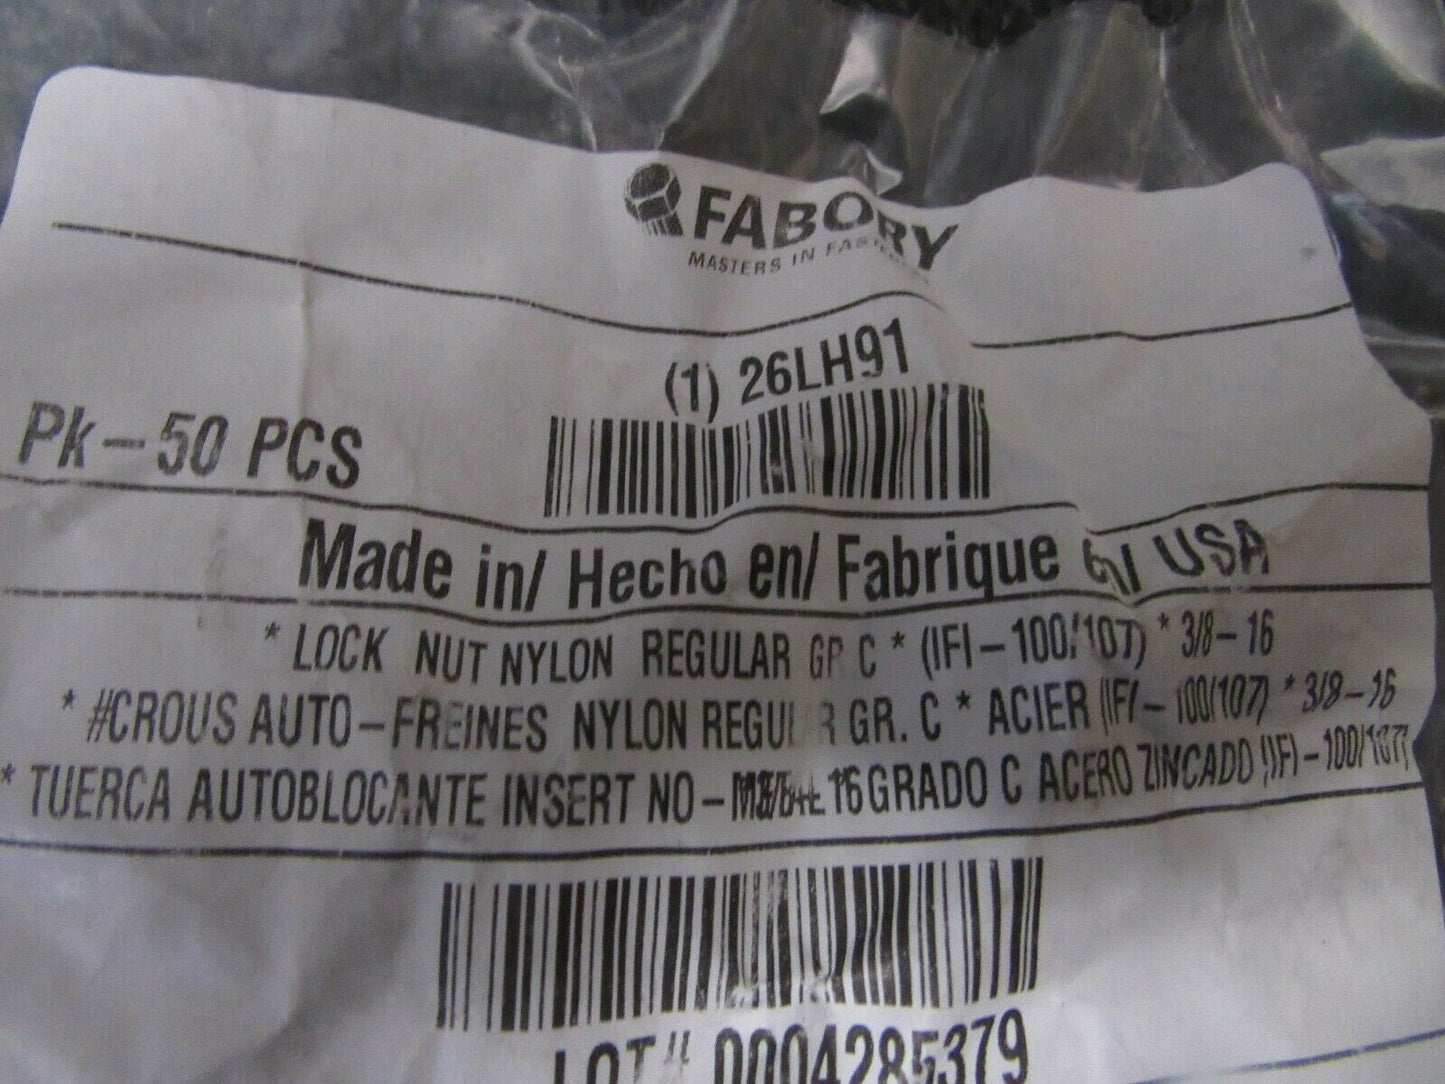 FABORY
MASTERS IN
(1) 26LH91
Pk-50 PCS
Made in/ Hecho en/ Fabrique en/ USA
* LOCK NUT NYLON REGULAR GR C * (IFI-100/107) * 3/8-16
* #CROUS AUTO-FREINES NYLON REGULAR GR. C * ACIER (IFI-100/107) * 3/8-16
* TUERCA AUTOBLOCANTE INSERT NO- GRADO C ACERO ZINCADO (IFI-100/107)
LOT# 0004285379